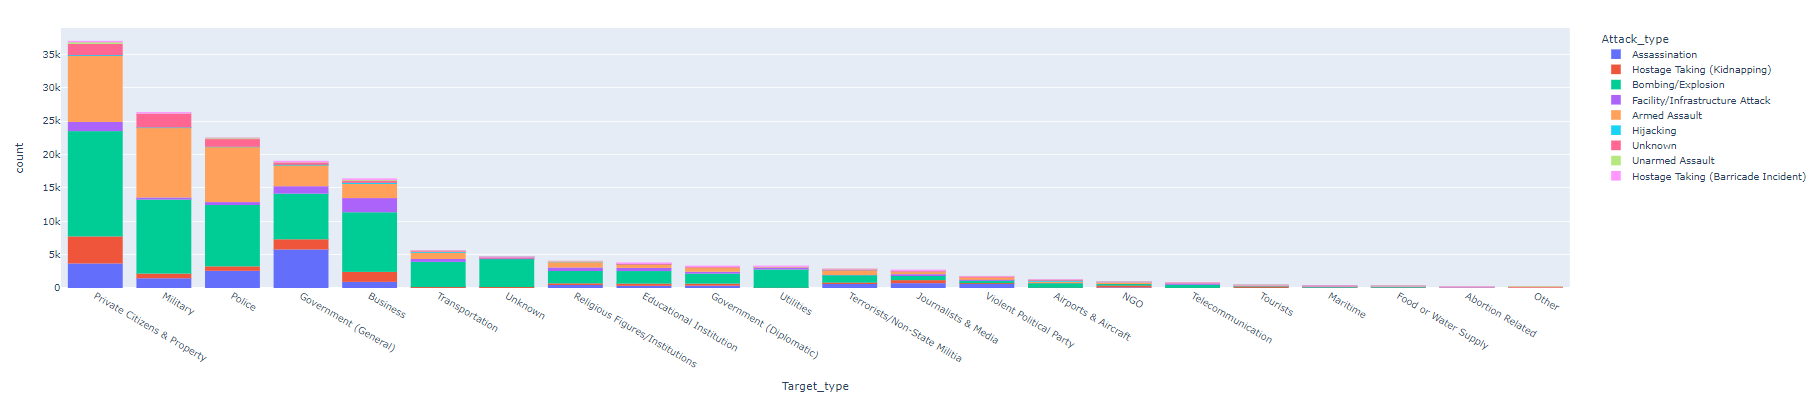 35k
30k
25k
20k
15k
10k
5k
0
count
Private Citizens & Property
Military
Police
Government (General)
Business
Transportation
Unknown
Religious Figures/Institutions
Educational Institution
Government (Diplomatic)
Utilities
Terrorists/Non-State Militia
Journalists & Media
Violent Political Party
Airports & Aircraft
NGO
Telecommunication
Tourists
Maritime
Food or Water Supply
Abortion Related
Other
Target_type
Attack_type
Assassination
Hostage Taking (Kidnapping)
Bombing/Explosion
Facility/Infrastructure Attack
Armed Assault
Hijacking
Unknown
Unarmed Assault
Hostage Taking (Barricade Incident)